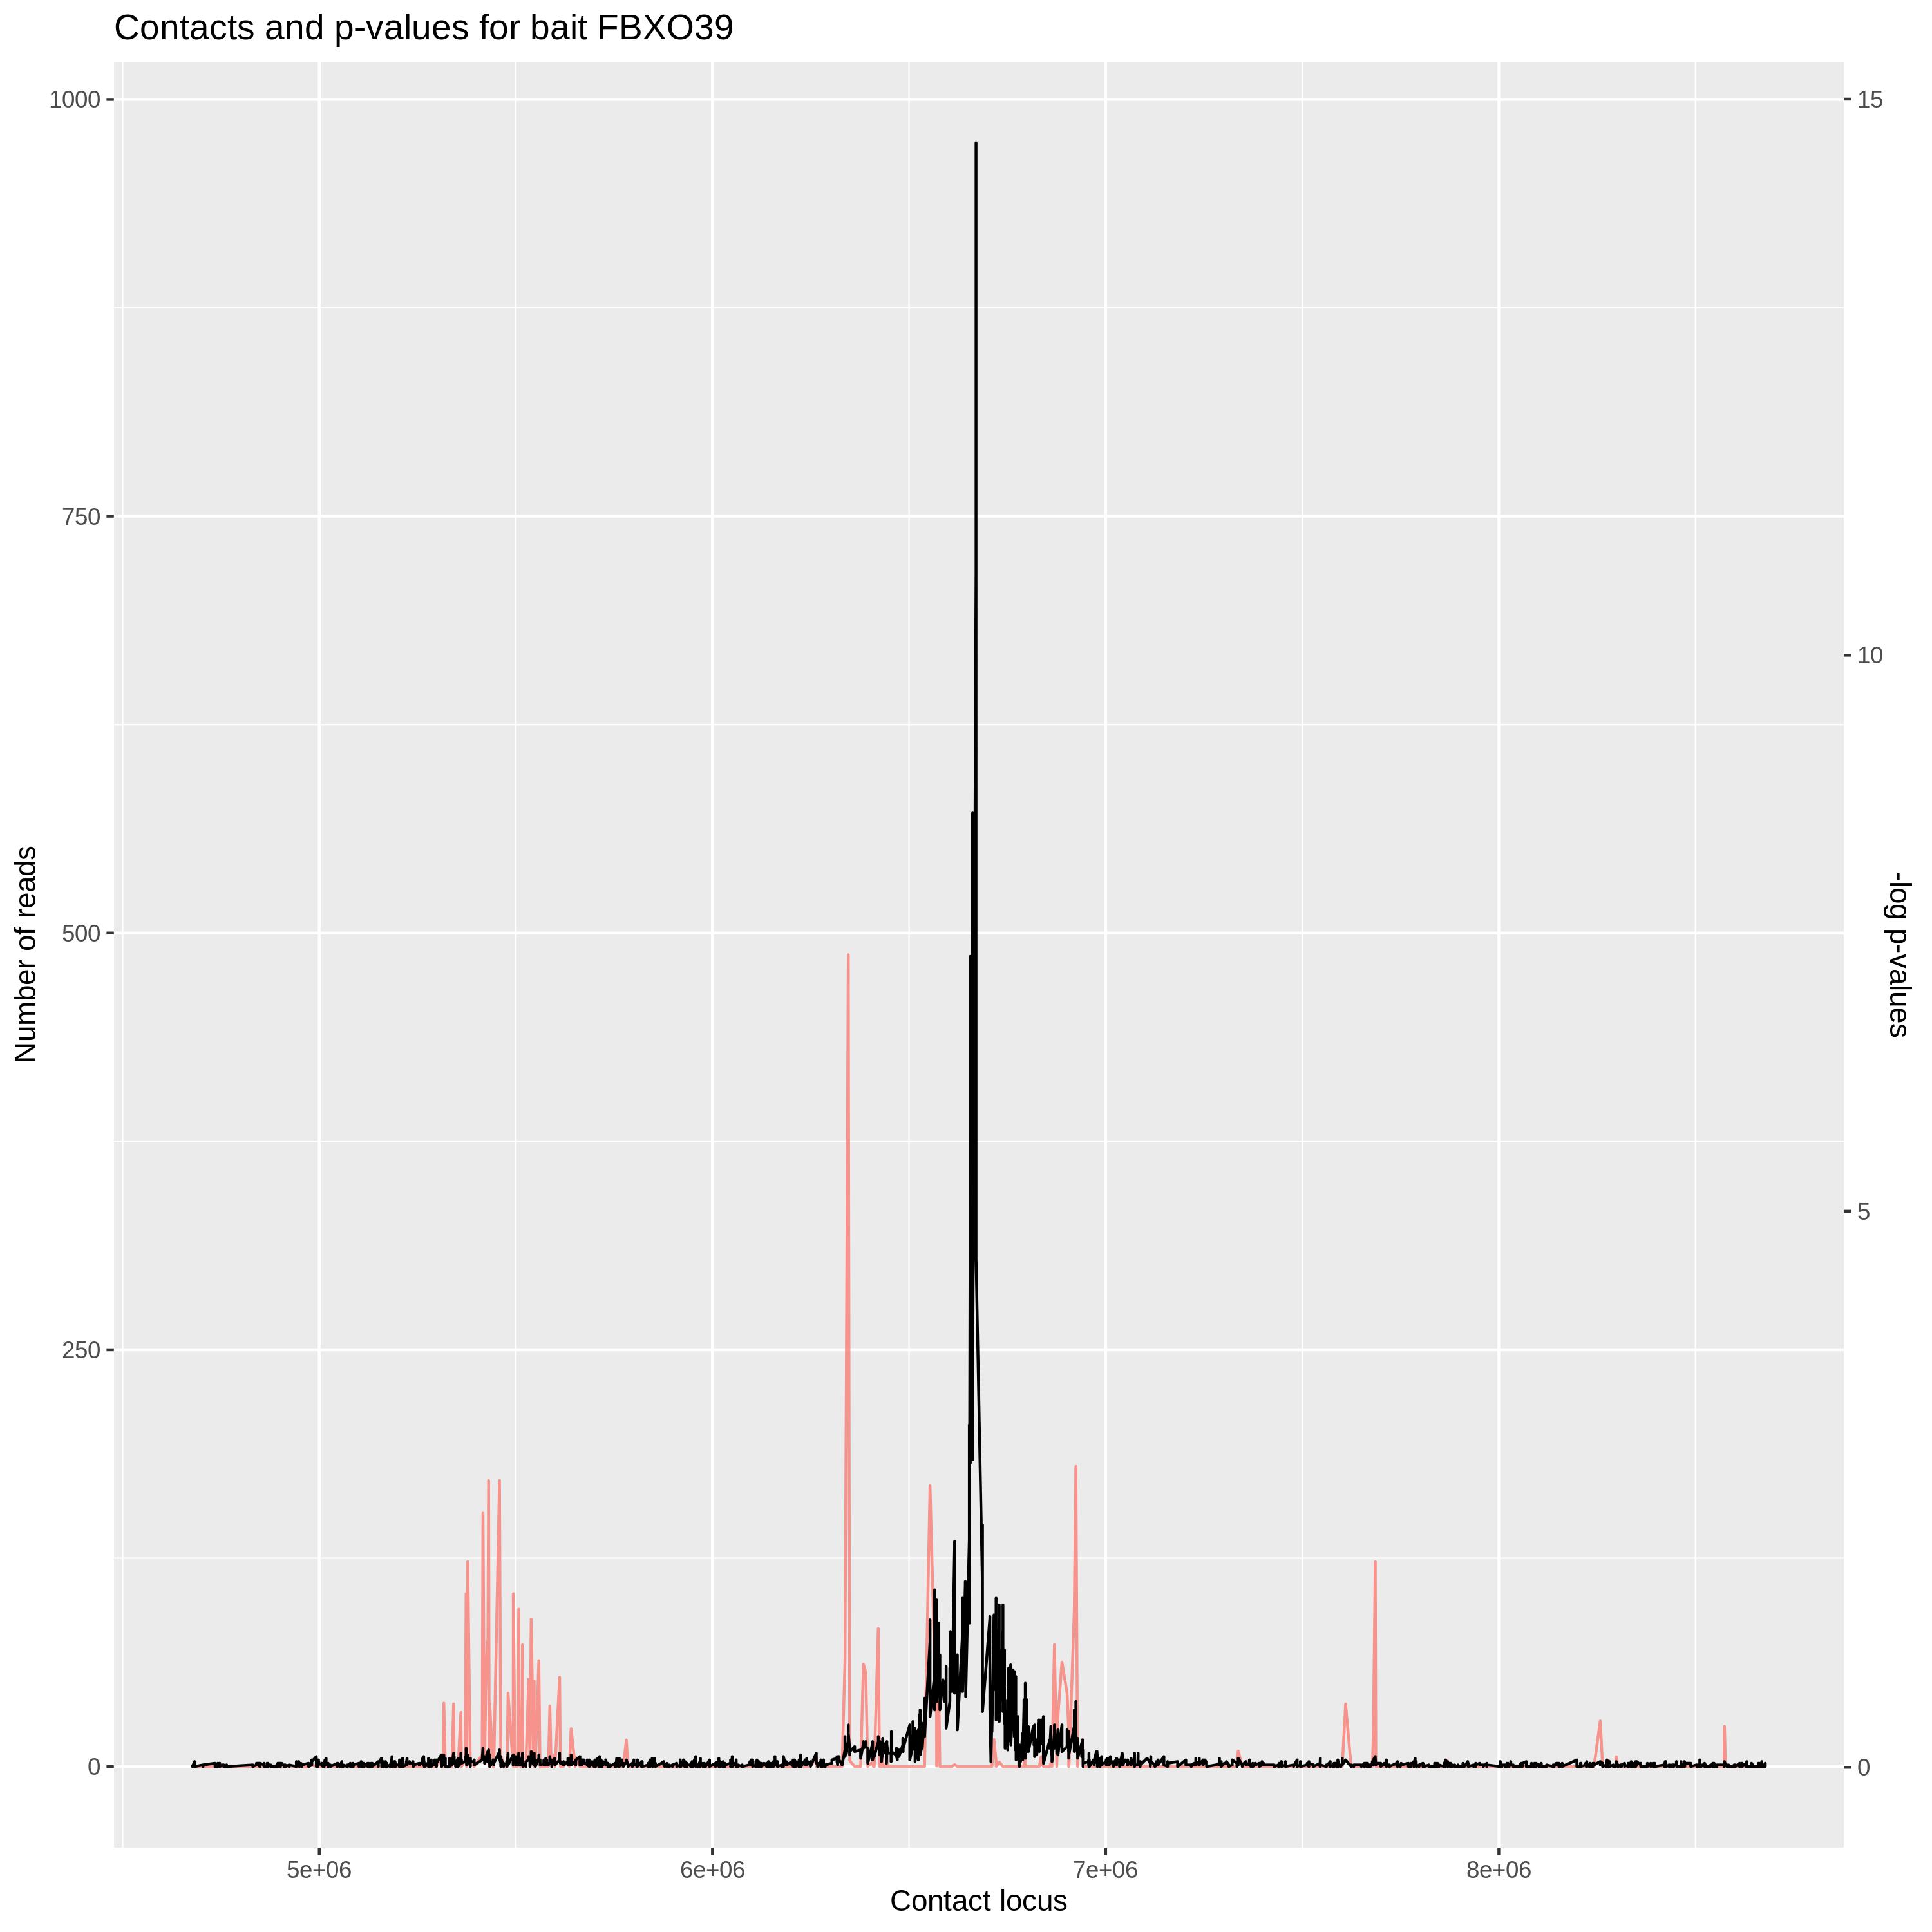 Contacts and p-values for bait FBXO39
1000
750
500
250
0
15
10
5
0
Number of reads
-log p-values
5e+06
6e+06
7e+06
8e+06
Contact locus